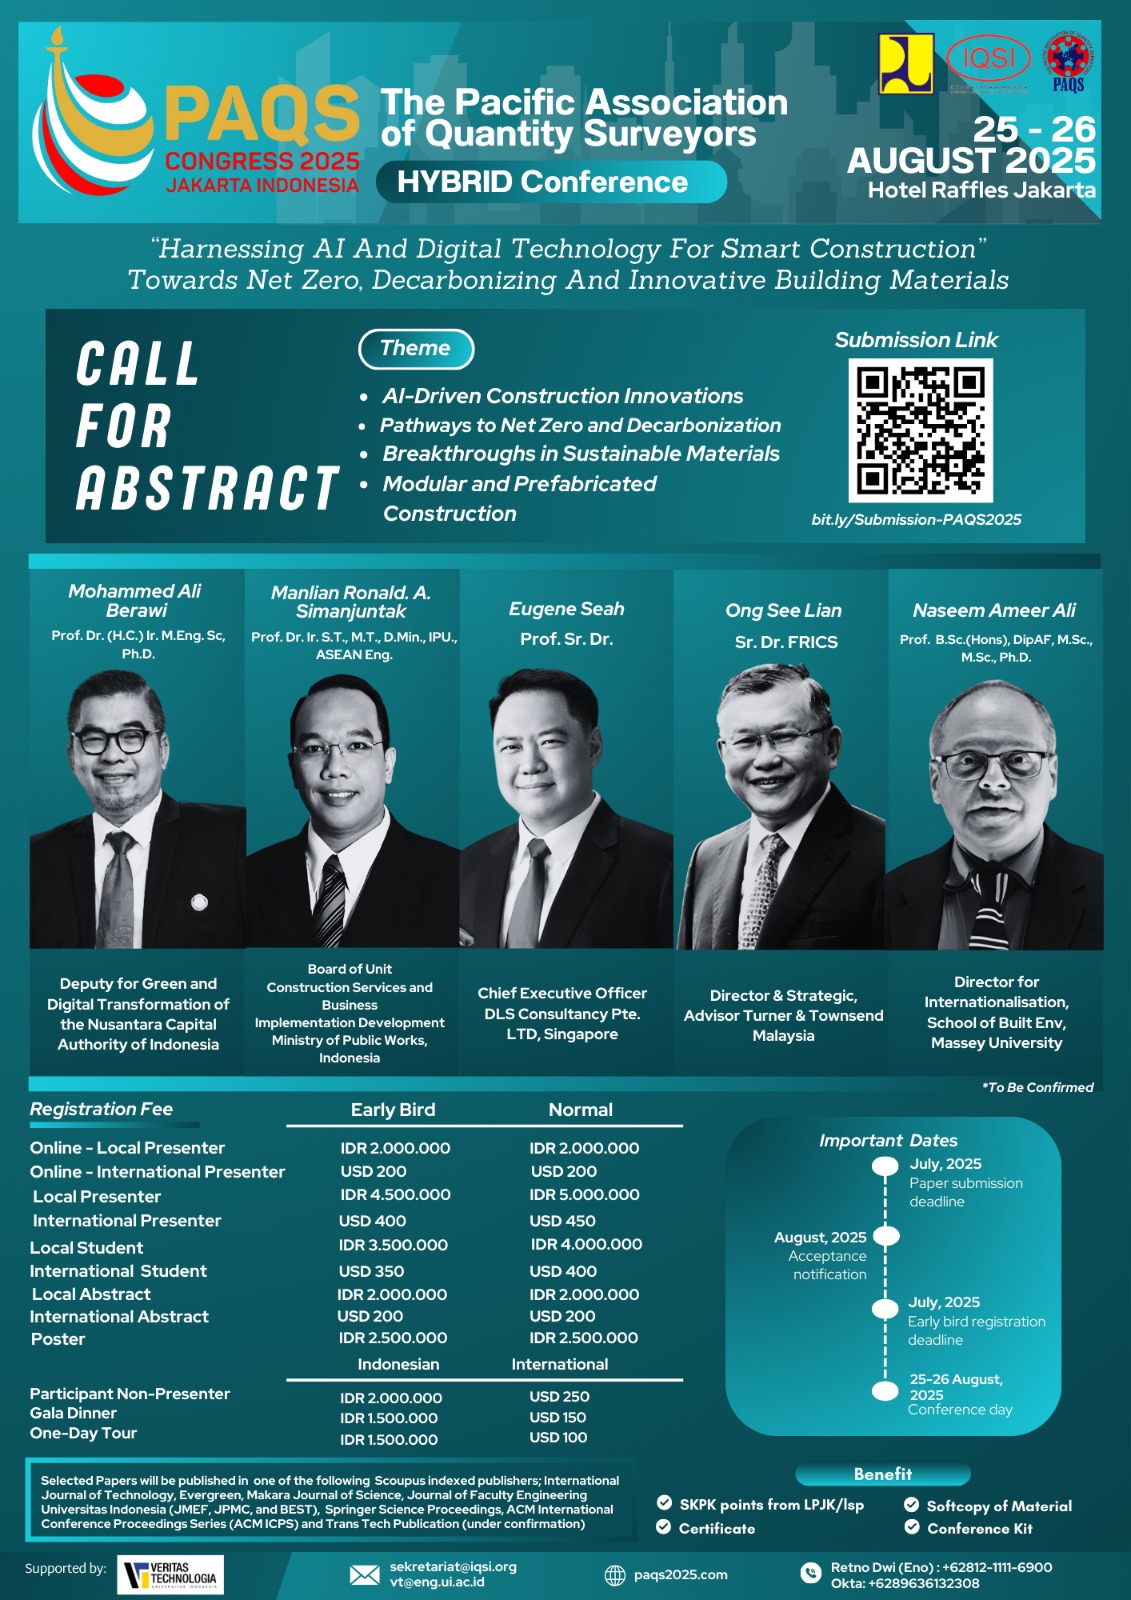 PAQS
CONGRESS 2025
JAKARTA INDONESIA
The Pacific Association
of Quantity Surveyors
HYBRID Conference
IQSI
PAQS
25 - 26
AUGUST 2025
Hotel Raffles Jakarta
“Harnessing AI And Digital Technology For Smart Construction”
Towards Net Zero, Decarbonizing And Innovative Building Materials
CALL
FOR
ABSTRACT
Theme
• AI-Driven Construction Innovations
• Pathways to Net Zero and Decarbonization
• Breakthroughs in Sustainable Materials
• Modular and Prefabricated
Construction
Submission Link
bit.ly/Submission-PAQS2025
Mohammed Ali
Berawi
Prof. Dr. (H.C.) Ir. M.Eng. Sc,
Ph.D.
Deputy for Green and
Digital Transformation of
the Nusantara Capital
Authority of Indonesia
Manlian Ronald. A.
Simanjuntak
Prof. Dr. Ir. S.T., M.T., D.Min., IPU.,
ASEAN Eng.
Board of Unit
Construction Services and
Business
Implementation Development
Ministry of Public Works,
Indonesia
Eugene Seah
Prof. Sr. Dr.
Chief Executive Officer
DLS Consultancy Pte.
LTD, Singapore
Ong See Lian
Sr. Dr. FRICS
Director & Strategic,
Advisor Turner & Townsend
Malaysia
Naseem Ameer Ali
Prof. B.Sc.(Hons), DipAF, M.Sc.,
M.Sc., Ph.D.
Director for
Internationalisation,
School of Built Env,
Massey University
*To Be Confirmed
Registration Fee Early Bird Normal
Online - Local Presenter IDR 2.000.000 IDR 2.000.000
Online - International Presenter USD 200 USD 200
Local Presenter IDR 4.500.000 IDR 5.000.000
International Presenter USD 400 USD 450
Local Student IDR 3.500.000 IDR 4.000.000
International Student USD 350 USD 400
Local Abstract IDR 2.000.000 IDR 2.000.000
International Abstract USD 200 USD 200
Poster IDR 2.500.000 IDR 2.500.000
Indonesian International
Participant Non-Presenter IDR 2.000.000 USD 250
Gala Dinner IDR 1.500.000 USD 150
One-Day Tour IDR 1.500.000 USD 100
Important Dates
July, 2025
Paper submission
deadline
August, 2025
Acceptance
notification
July, 2025
Early bird registration
deadline
25-26 August,
2025
Conference day
Selected Papers will be published in one of the following Scoupus indexed publishers; International
Journal of Technology, Evergreen, Makara Journal of Science, Journal of Faculty Engineering
Universitas Indonesia (JMEF, JPMC, and BEST), Springer Science Proceedings, ACM International
Conference Proceedings Series (ACM ICPS) and Trans Tech Publication (under confirmation)
Benefit
SKPK points from LPJK/lsp
Softcopy of Material
Certificate
Conference Kit
Supported by:
VERITAS
TECHNOLOGIA
UNIVERSITAS INDONESIA
sekretariat@iqsi.org
vt@eng.ui.ac.id
paqs2025.com
Retno Dwi (Eno) : +62812-1111-6900
Okta: +6289636132308